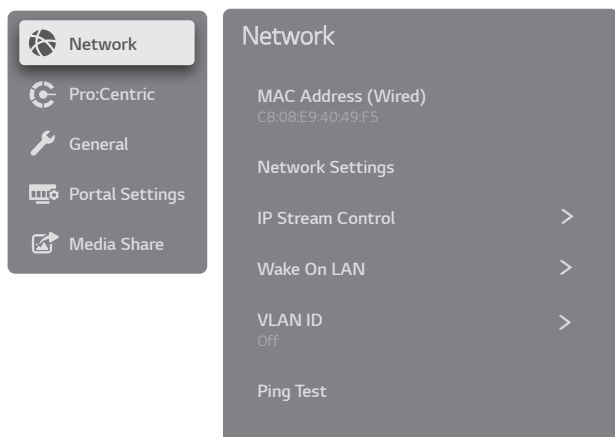 Network
Pro:Centric
General
Portal Settings
Media Share
Network
MAC Address (Wired)
C8:08:E9:40:49:F5
Network Settings
IP Stream Control
Wake On LAN
VLAN ID
Off
Ping Test